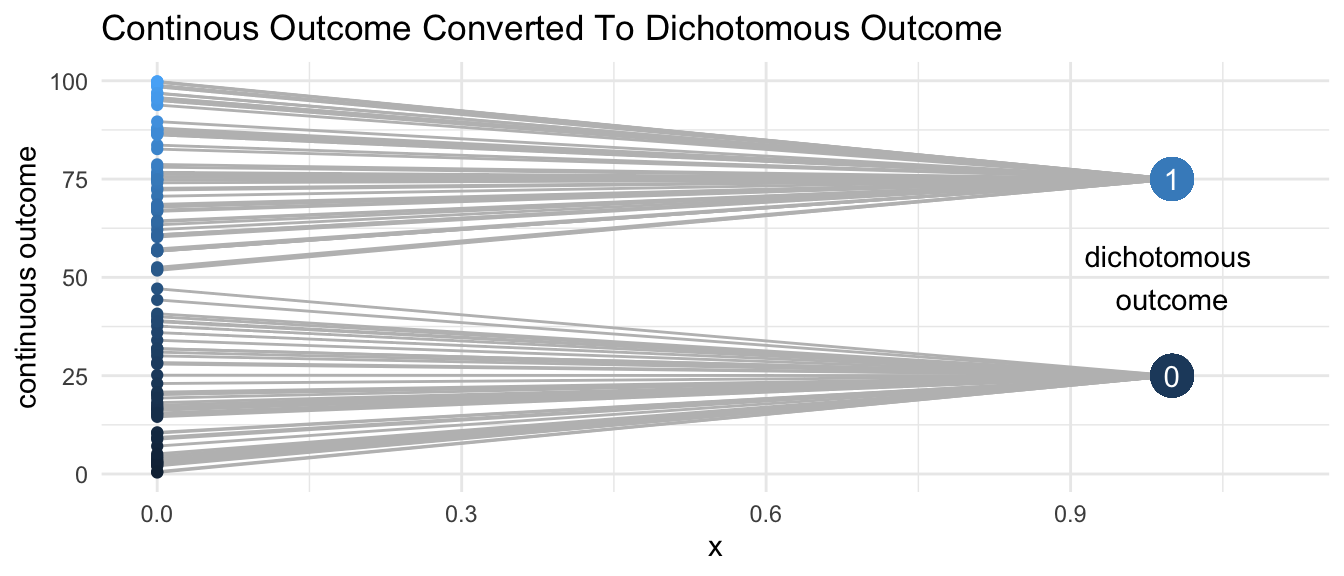 Continous Outcome Converted To Dichotomous Outcome
continuous outcome
100
75
50
25
0
1
dichotomous
outcome
0
0.0
0.3
0.6
0.9
x